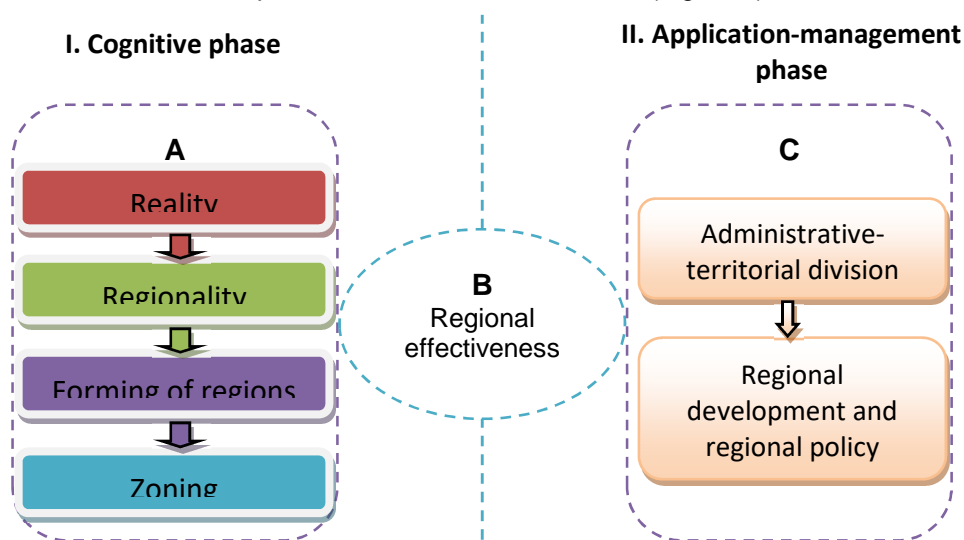 I. Cognitive phase
II. Application-management
phase
A
Reality
Regionality
Forming of regions
Zoning
B
Regional
effectiveness
C
Administrative-
territorial division
Regional
development and
regional policy